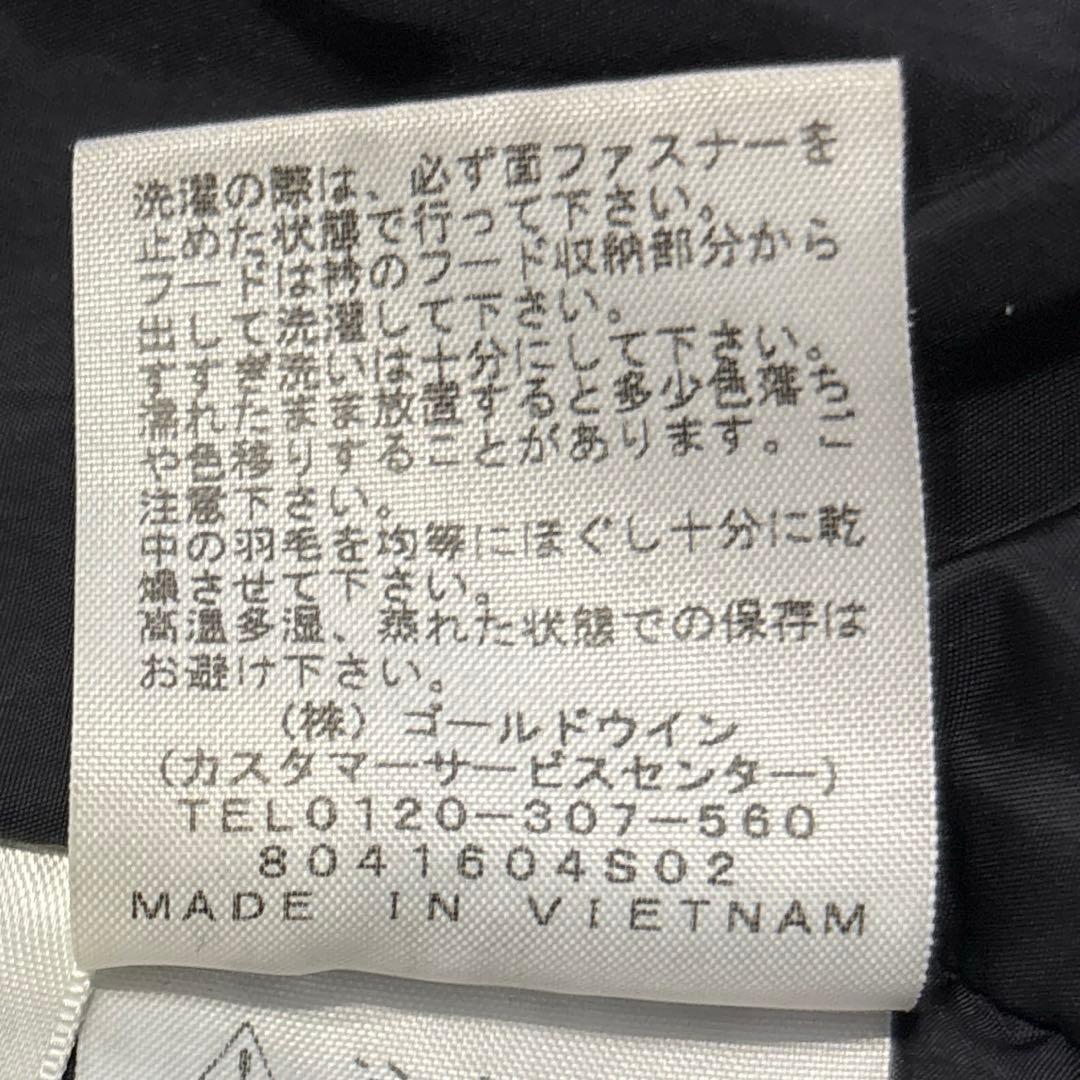 洗濯の際は、必ず面ファスナーを
止めた状態で行って下さい。
フードは衿のフード収納部分から
出して洗濯して下さい。
すすぎ洗いは十分にして下さい。
濡れたまま放置すると多少色落ち
や色移りすることがあります。ご
注意下さい。
中の羽毛を均等にほぐし十分に乾
燥させて下さい。
高温多湿、蒸れた状態での保存は
お避け下さい。
(株)ゴールドウイン
(カスタマーサービスセンター)
TEL0120-307-560
8041604S02
MADE IN VIETNAM